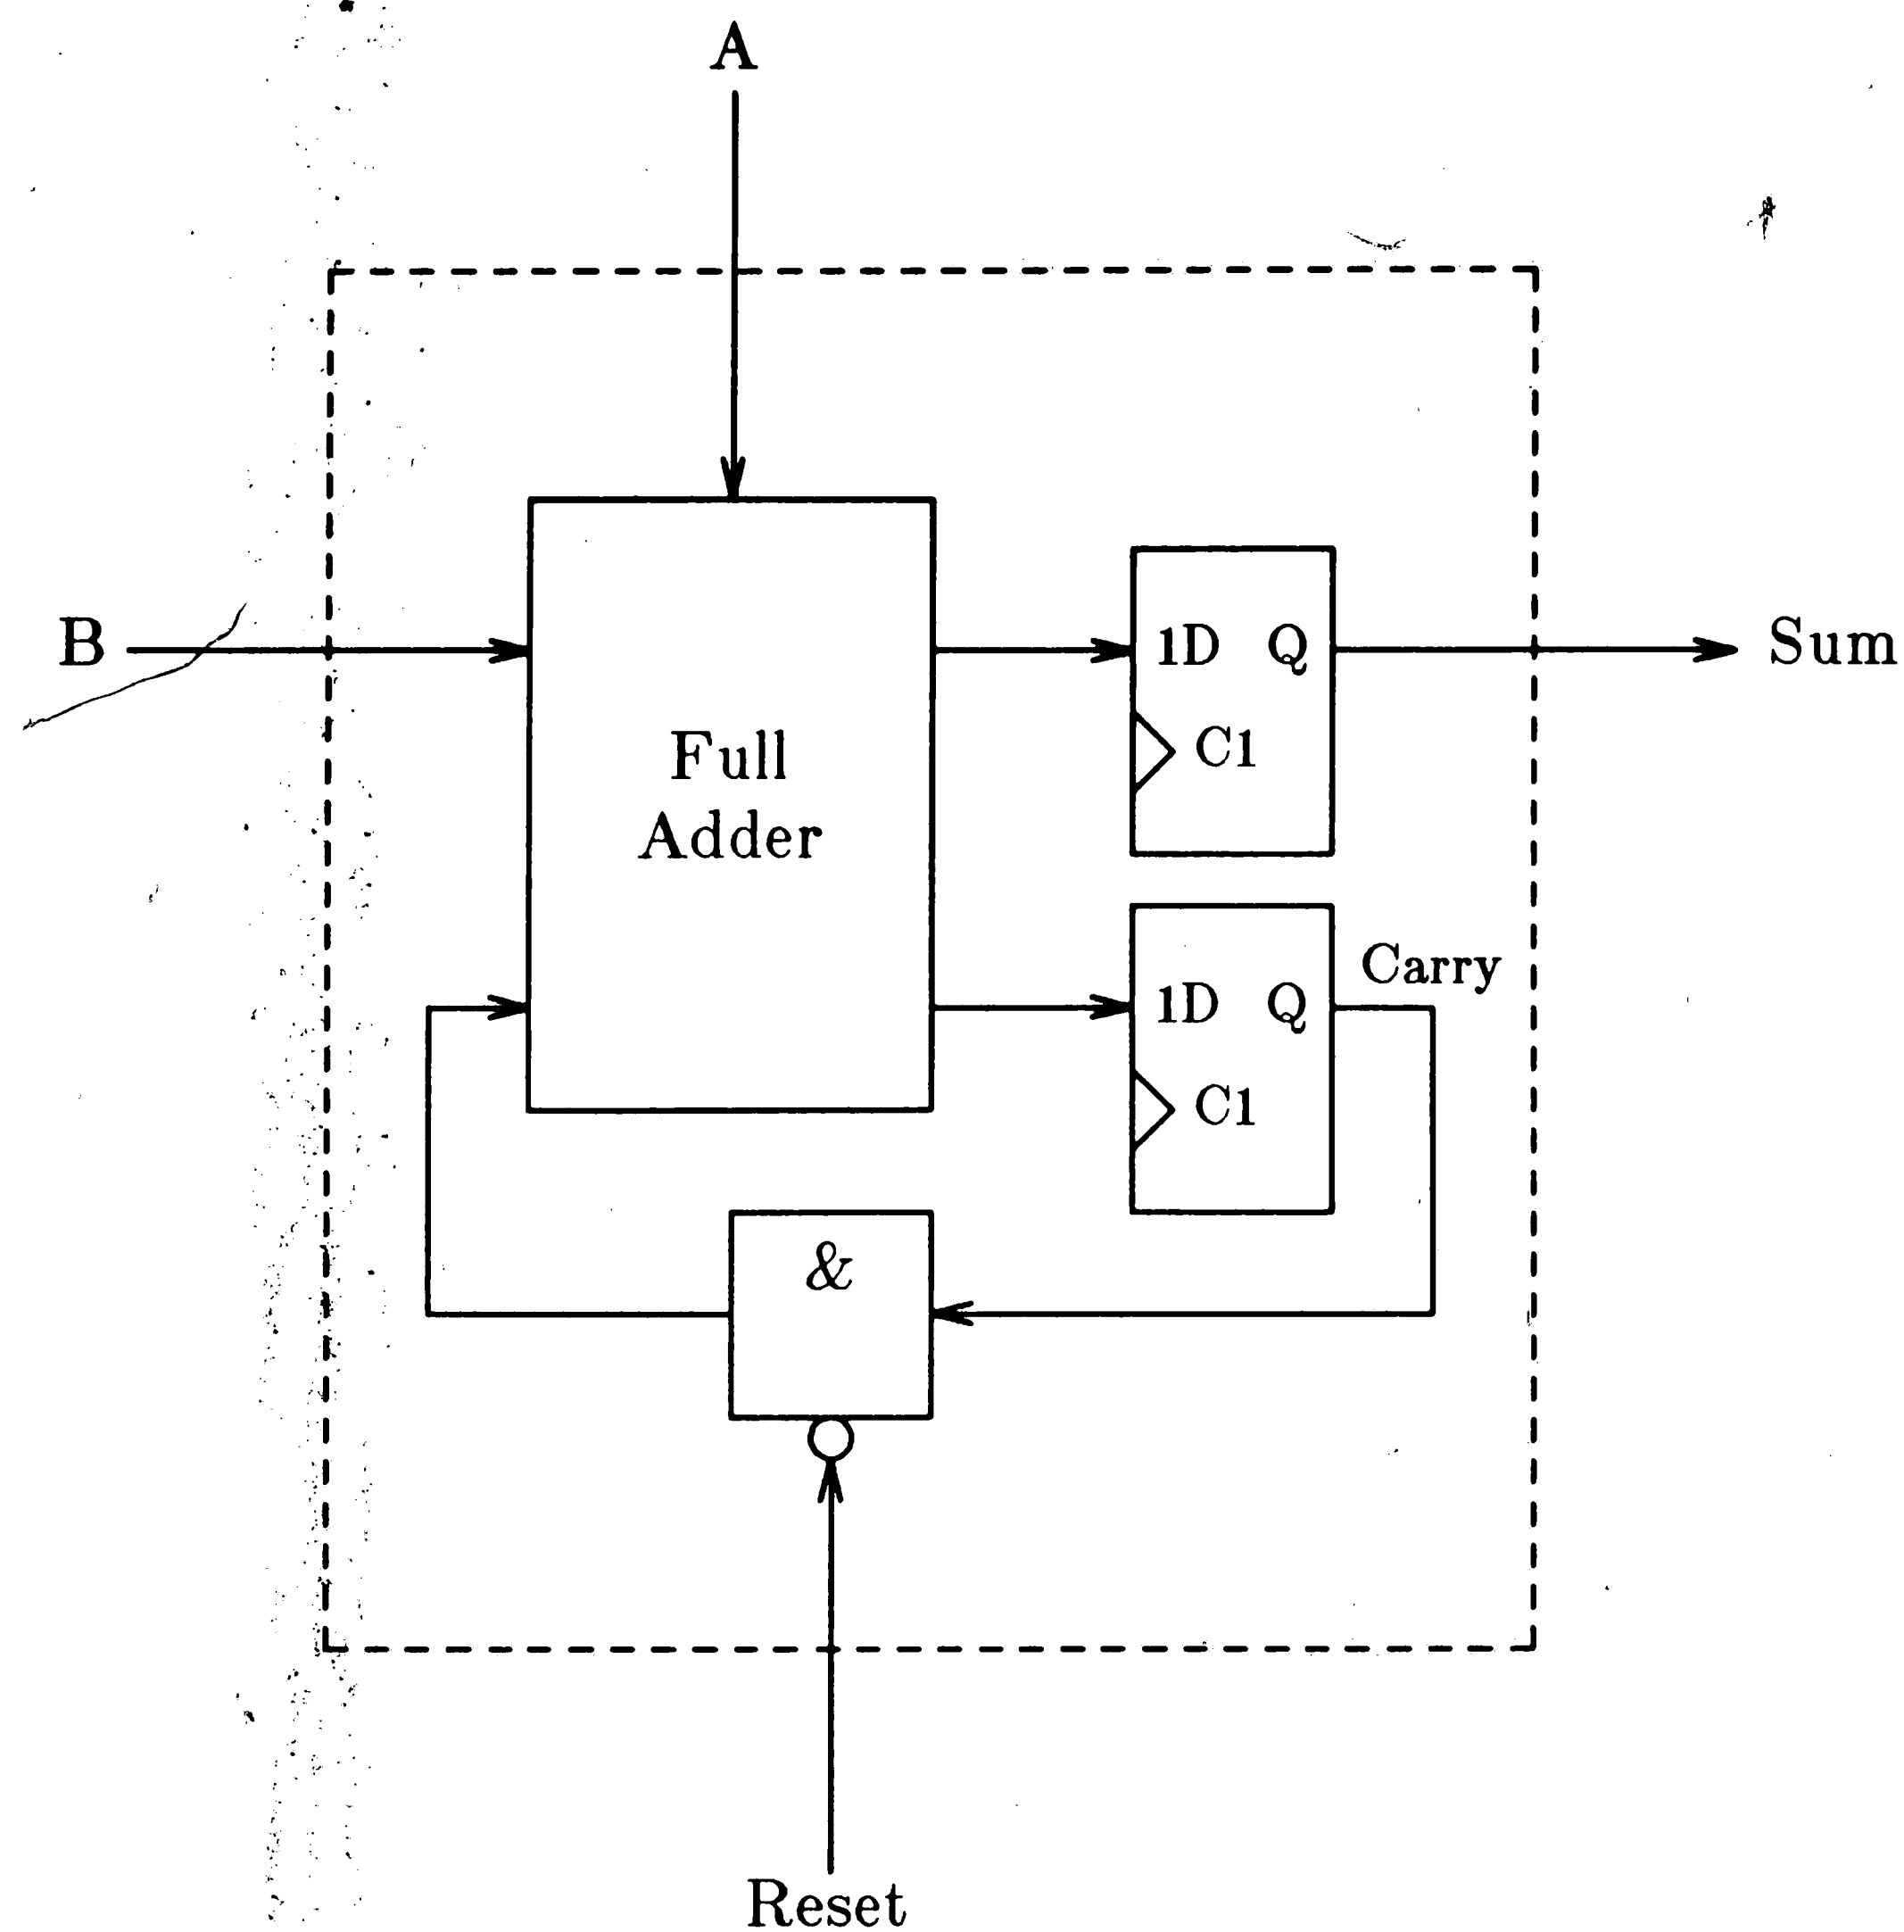 A
B
1D Q
Sum
Full
Adder
C1
Carry
1D Q
C1
&
Reset